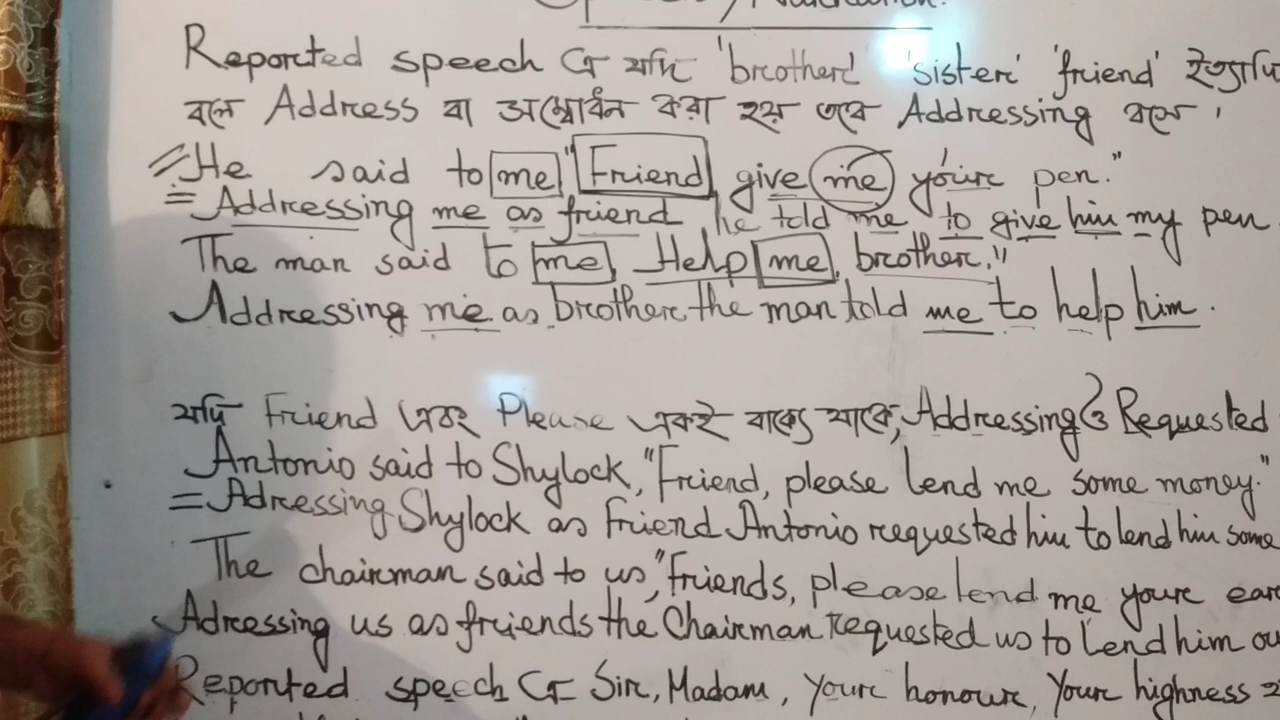 Reported speech এ যদি 'brother' 'sister' 'friend' ইত্যাদি
বলে Address বা সম্বোধন করা হয় তবে Addressing বসে।
He said to me, "Friend, give me your pen."
= Addressing me as friend he told me to give him my pen.
The man said to me, Help me, brother."
Addressing me as brother the man told me to help him.
যদি Friend এবং Please একই বাক্যে থাকে, Addressing ও Requested
Antonio said to Shylock, "Friend, please lend me some money."
= Adressing Shylock as friend Antonio requested him to lend him some
The chairman said to us, "Friends, please lend me your ear
Adressing us as friends the Chairman requested us to lend him ou
Reported speech এ Sir, Madam, Your honour, Your highness